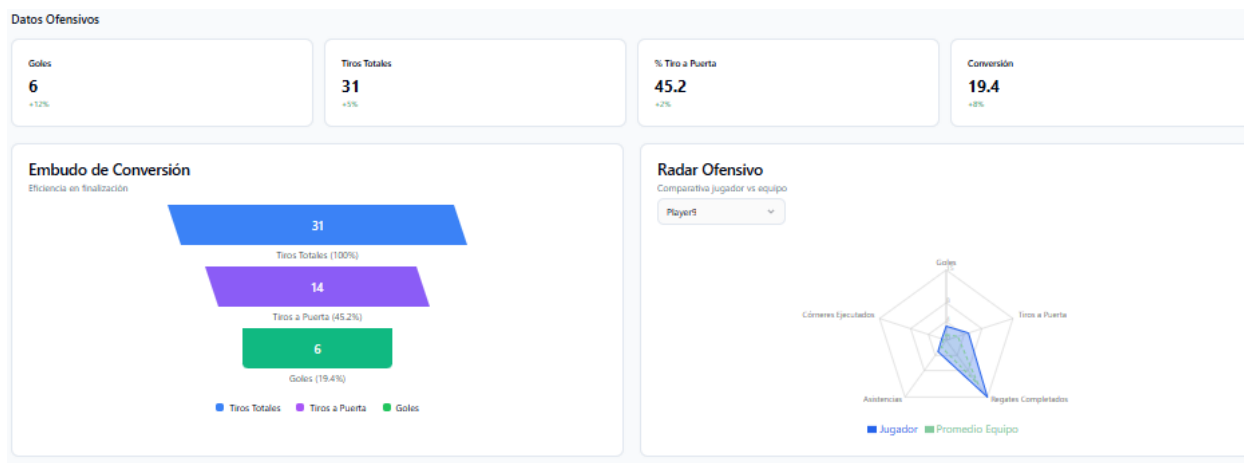 Datos Ofensivos
Goles
6
+12%
Tiros Totales
31
+5%
% Tiro a Puerta
45.2
+2%
Conversión
19.4
+8%
Embudo de Conversión
Eficiencia en finalización
31
Tiros Totales (100%)
14
Tiros a Puerta (45.2%)
6
Goles (19.4%)
Tiros Totales Tiros a Puerta Goles
Radar Ofensivo
Comparativa jugador vs equipo
Player9
Goles
Tiros a Puerta
Regates Completados
Asistencias
Córneres Ejecutados
Jugador Promedio Equipo